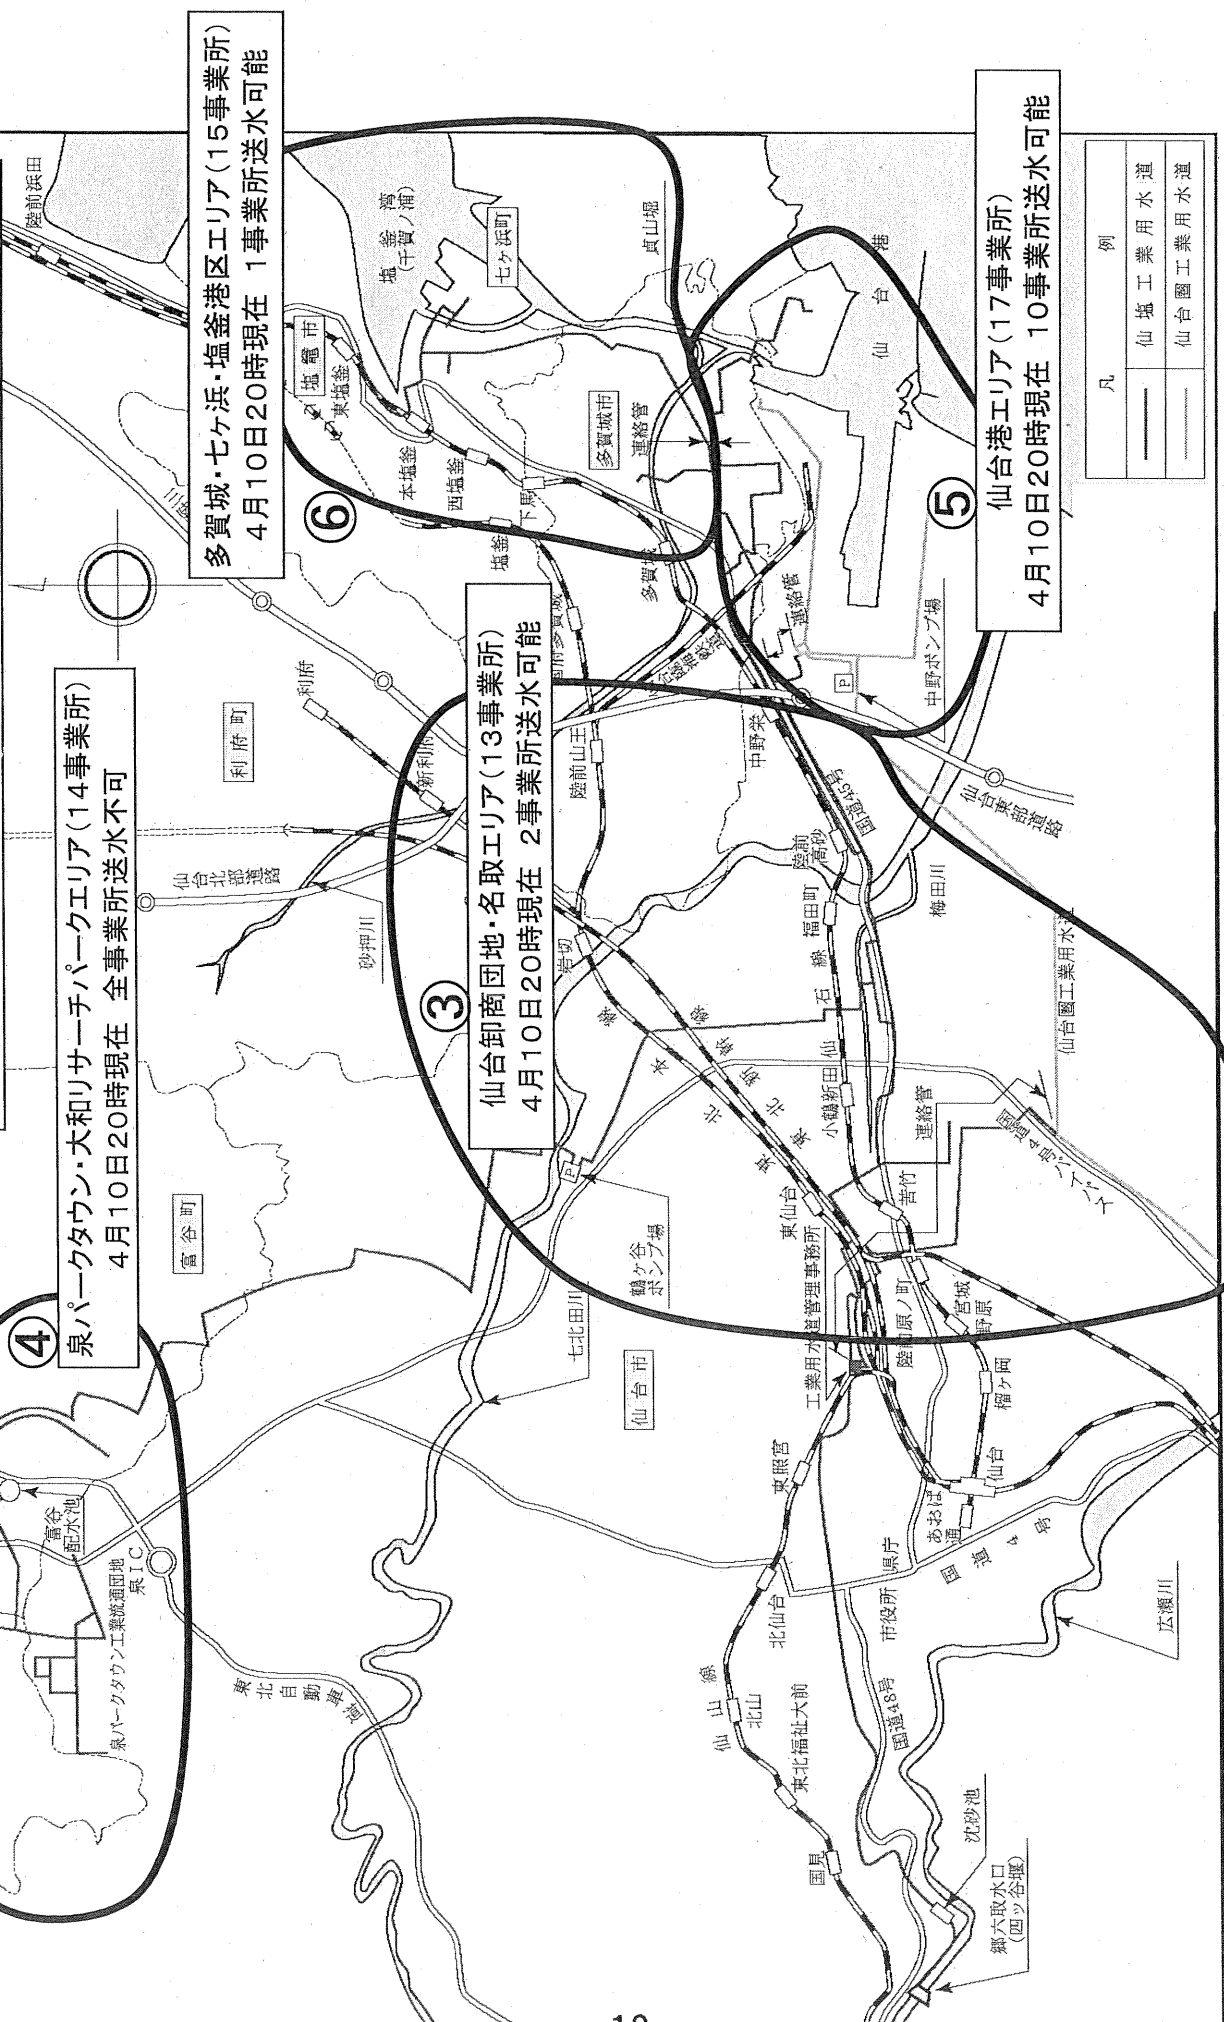 ④
泉パークタウン・大和リサーチパークエリア(14事業所)
4月10日20時現在 全事業所送水不可
⑥
多賀城・七ヶ浜・塩釜港区エリア(15事業所)
4月10日20時現在 1事業所送水可能
③
仙台卸商団地・名取エリア(13事業所)
4月10日20時現在 2事業所送水可能
⑤
仙台港エリア(17事業所)
4月10日20時現在 10事業所送水可能
凡例
仙塩工業用水道
仙台圏工業用水道
陸前浜田
塩釜湾
(千賀ノ浦)
七ヶ浜町
貞山堀
塩竈市
東塩釜
本塩釜
西塩釜
下馬
塩釜
多賀城市
連絡管
多賀城
仙台港
連絡管
P
中野ポンプ場
中野栄
国道45号
仙台東部道路
利府
利府町
新利府
陸前山王
仙台北部道路
砂押川
岩切
陸前高砂
福田町
梅田川
仙石線
小鶴新田
東北本線
東北新幹線
仙台圏工業用水道
連絡管
国道4号バイパス
苦竹
東仙台
工業用水道管理事務所
陸前原ノ町
宮城野原
榴ヶ岡
仙台
あおば通
国道4号
P
鶴ヶ谷
ポンプ場
七北田川
仙台市
富谷町
富谷
配水池
泉IC
泉パークタウン工業流通団地
東北自動車道
東照宮
北仙台
県庁
市役所
仙山線
北山
東北福祉大前
国見
国道48号
広瀬川
沈砂池
郷六取水口
(四ッ谷堰)